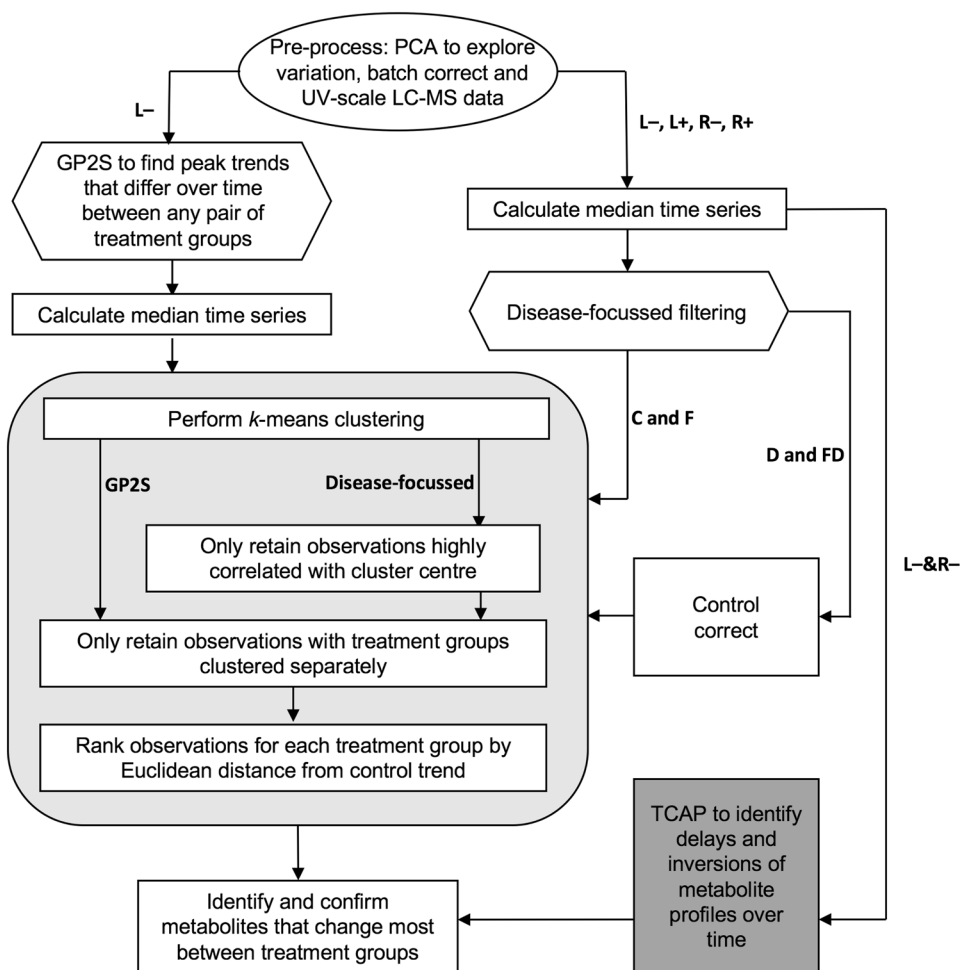 Pre-process: PCA to explore
variation, batch correct and
UV-scale LC-MS data
L–
L–, L+, R–, R+
GP2S to find peak trends
that differ over time
between any pair of
treatment groups
Calculate median time series
Calculate median time series
Disease-focussed filtering
Perform k-means clustering
C and F
D and FD
GP2S
Disease-focussed
Only retain observations highly
correlated with cluster centre
L–&R–
Control
correct
Only retain observations with treatment groups
clustered separately
Rank observations for each treatment group by
Euclidean distance from control trend
TCAP to identify
delays and
inversions of
metabolite
profiles over
time
Identify and confirm
metabolites that change most
between treatment groups